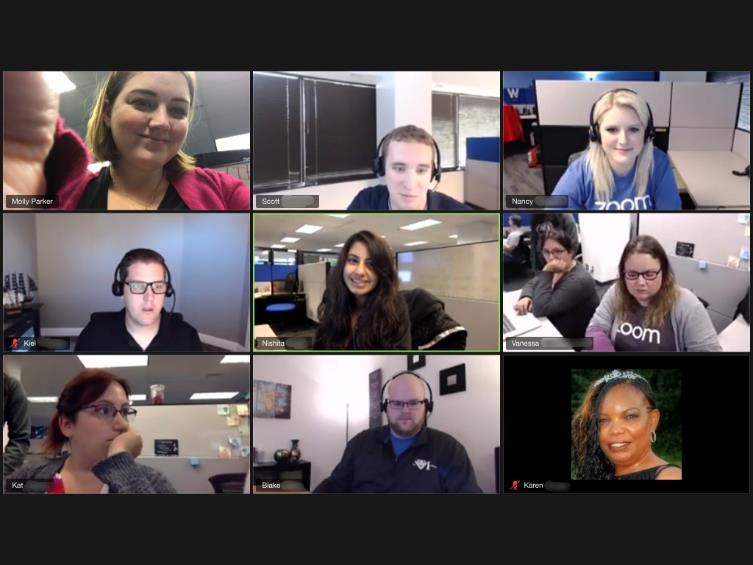 Molly Parker
Scott
W
Nancy
zoom
Kiel
Nishita
Vanessa
zoom
Kat
Blake
Karen